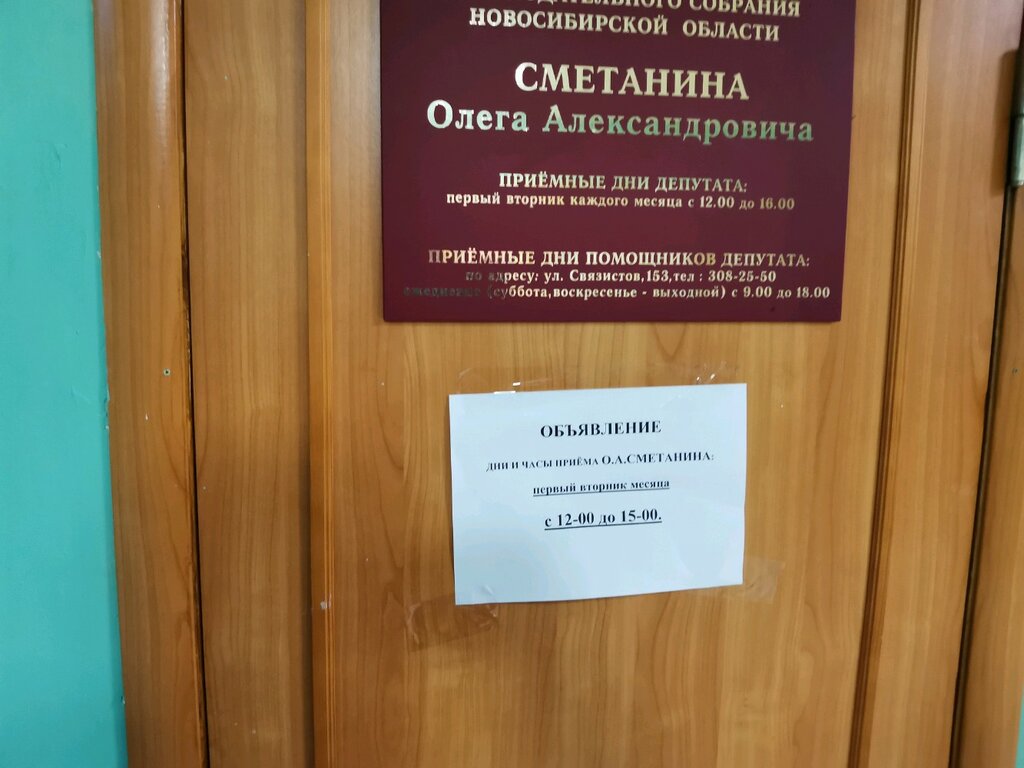 СОБРАНИЯ
НОВОСИБИРСКОЙ ОБЛАСТИ
СМЕТАНИНА
Олега Александровича
ПРИЁМНЫЕ ДНИ ДЕПУТАТА:
первый вторник каждого месяца с 12.00 до 16.00
ПРИЁМНЫЕ ДНИ ПОМОЩНИКОВ ДЕПУТАТА:
по адресу: ул. Связистов,153,тел : 308-25-50
ежедневно (суббота,воскресенье - выходной) с 9.00 до 18.00
ОБЪЯВЛЕНИЕ
ДНИ И ЧАСЫ ПРИЁМА О.А.СМЕТАНИНА:
первый вторник месяца
с 12-00 до 15-00.